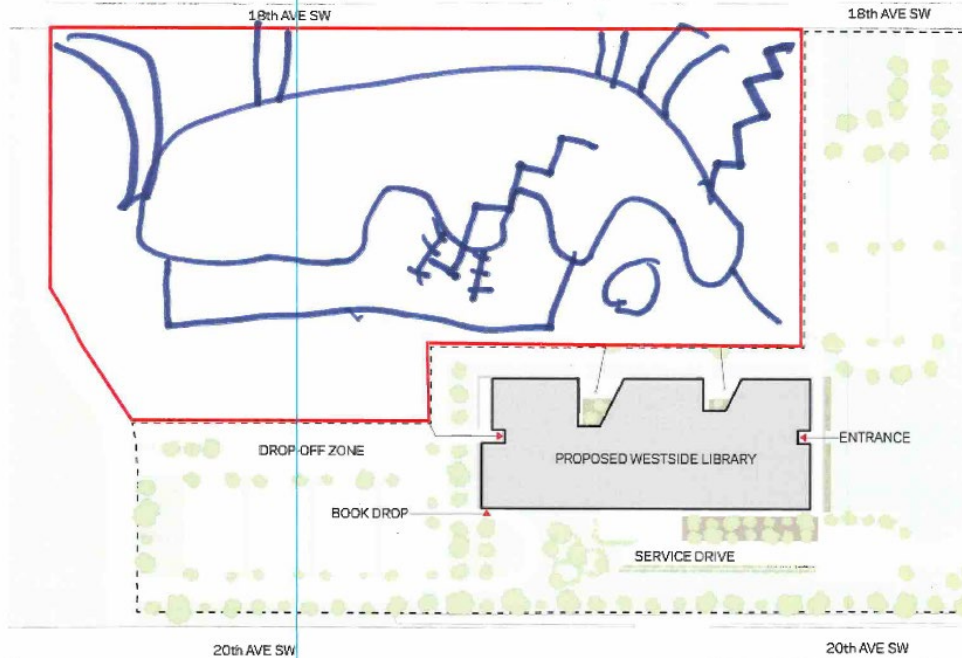 18th AVE SW
18th AVE SW
ENTRANCE
DROP-OFF ZONE
PROPOSED WESTSIDE LIBRARY
BOOK DROP
SERVICE DRIVE
20th AVE SW
20th AVE SW